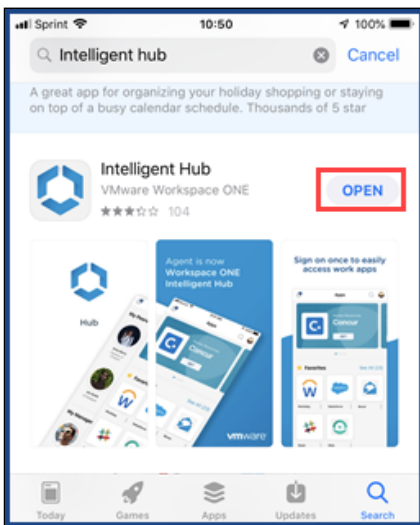 Sprint 10:50 100%
Intelligent hub Cancel
A great app for organizing your holiday shopping or staying
on top of a busy calendar schedule. Thousands of 5 star
Intelligent Hub
VMware Workspace ONE
104
OPEN
Hub
Agent is now
Workspace ONE
Intelligent Hub
Sign on once to easily
access work apps
Apps
Concur
Favorites
vmware
Today Games Apps Updates Search